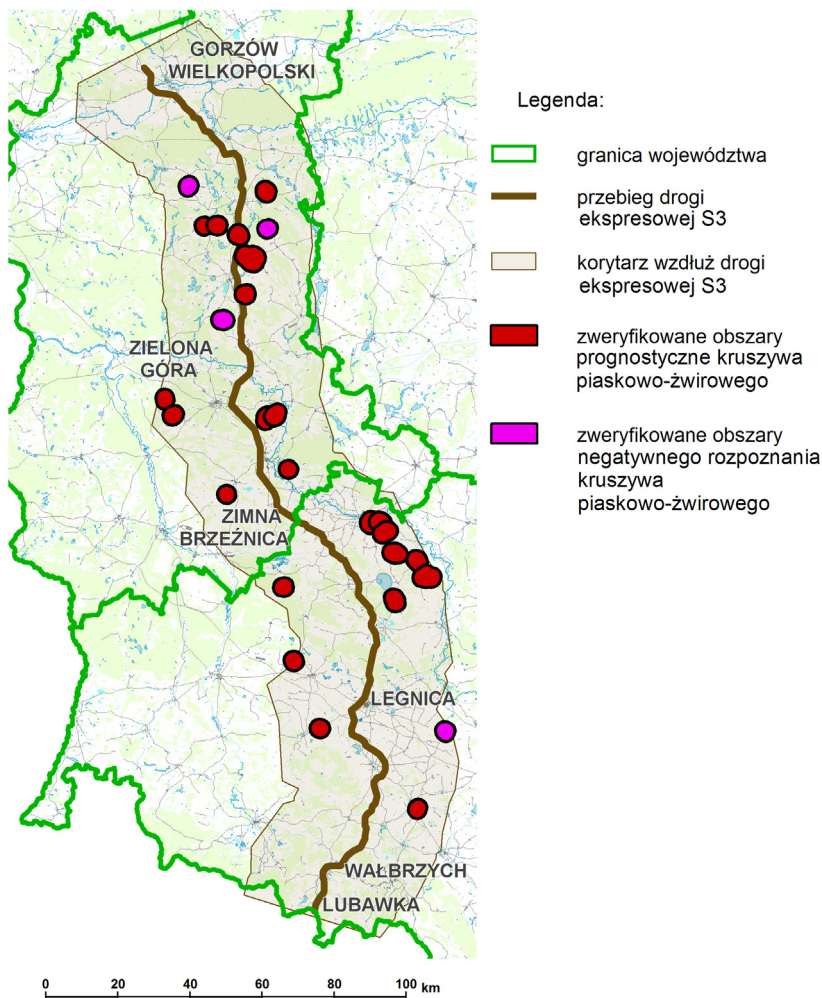 GORZÓW
WIELKOPOLSKI
ZIELONA
GÓRA
ZIMNA
BRZEŹNICA
LEGNICA
WAŁBRZYCH
LUBAWKA
Legenda:
granica województwa
przebieg drogi
ekspresowej S3
korytarz wzdłuż drogi
ekspresowej S3
zweryfikowane obszary
prognostyczne kruszywa
piaskowo-żwirowego
zweryfikowane obszary
negatywnego rozpoznania
kruszywa
piaskowo-żwirowego
0 20 40 60 80 100 km